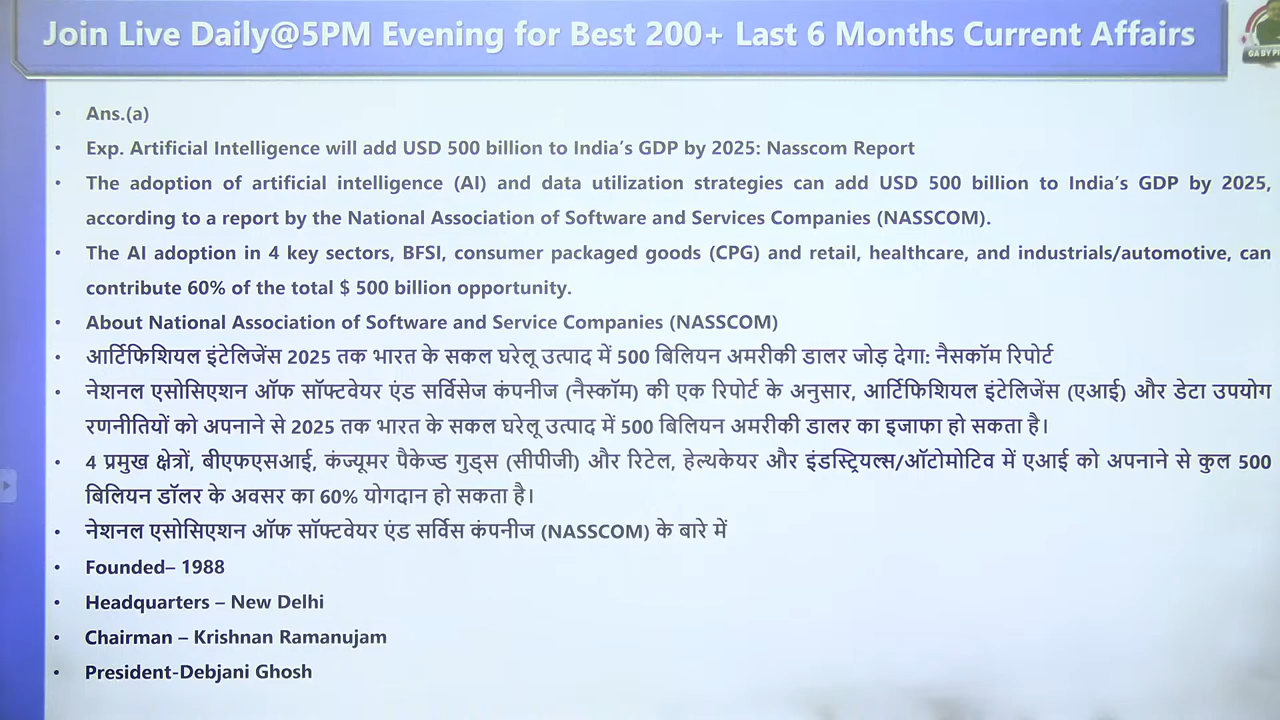 Join Live Daily@5PM Evening for Best 200+ Last 6 Months Current Affairs
• Ans.(a)
• Exp. Artificial Intelligence will add USD 500 billion to India's GDP by 2025: Nasscom Report
• The adoption of artificial intelligence (AI) and data utilization strategies can add USD 500 billion to India's GDP by 2025,
according to a report by the National Association of Software and Services Companies (NASSCOM).
• The AI adoption in 4 key sectors, BFSI, consumer packaged goods (CPG) and retail, healthcare, and industrials/automotive, can
contribute 60% of the total $ 500 billion opportunity.
• About National Association of Software and Service Companies (NASSCOM)
• आर्टिफिशियल इंटेलिजेंस 2025 तक भारत के सकल घरेलू उत्पाद में 500 बिलियन अमरीकी डालर जोड़ देगा: नैसकॉम रिपोर्ट
• नेशनल एसोसिएशन ऑफ सॉफ्टवेयर एंड सर्विसेज कंपनीज (नैस्कॉम) की एक रिपोर्ट के अनुसार, आर्टिफिशियल इंटेलिजेंस (एआई) और डेटा उपयोग
रणनीतियों को अपनाने से 2025 तक भारत के सकल घरेलू उत्पाद में 500 बिलियन अमरीकी डालर का इजाफा हो सकता है।
• 4 प्रमुख क्षेत्रों, बीएफएसआई, कंज्यूमर पैकेज्ड गुड्स (सीपीजी) और रिटेल, हेल्थकेयर और इंडस्ट्रियल्स/ऑटोमोटिव में एआई को अपनाने से कुल 500
बिलियन डॉलर के अवसर का 60% योगदान हो सकता है।
• नेशनल एसोसिएशन ऑफ सॉफ्टवेयर एंड सर्विस कंपनीज (NASSCOM) के बारे में
• Founded– 1988
• Headquarters – New Delhi
• Chairman – Krishnan Ramanujam
• President-Debjani Ghosh